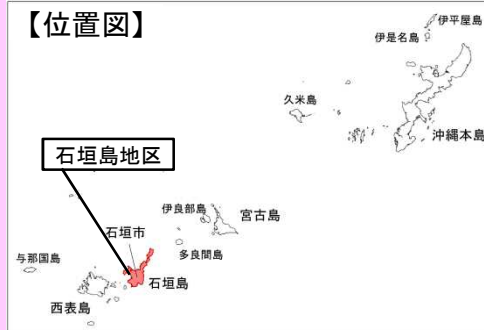 【位置図】
伊平屋島
伊是名島
久米島
沖縄本島
石垣島地区
伊良部島
宮古島
石垣市
多良間島
与那国島
石垣島
西表島